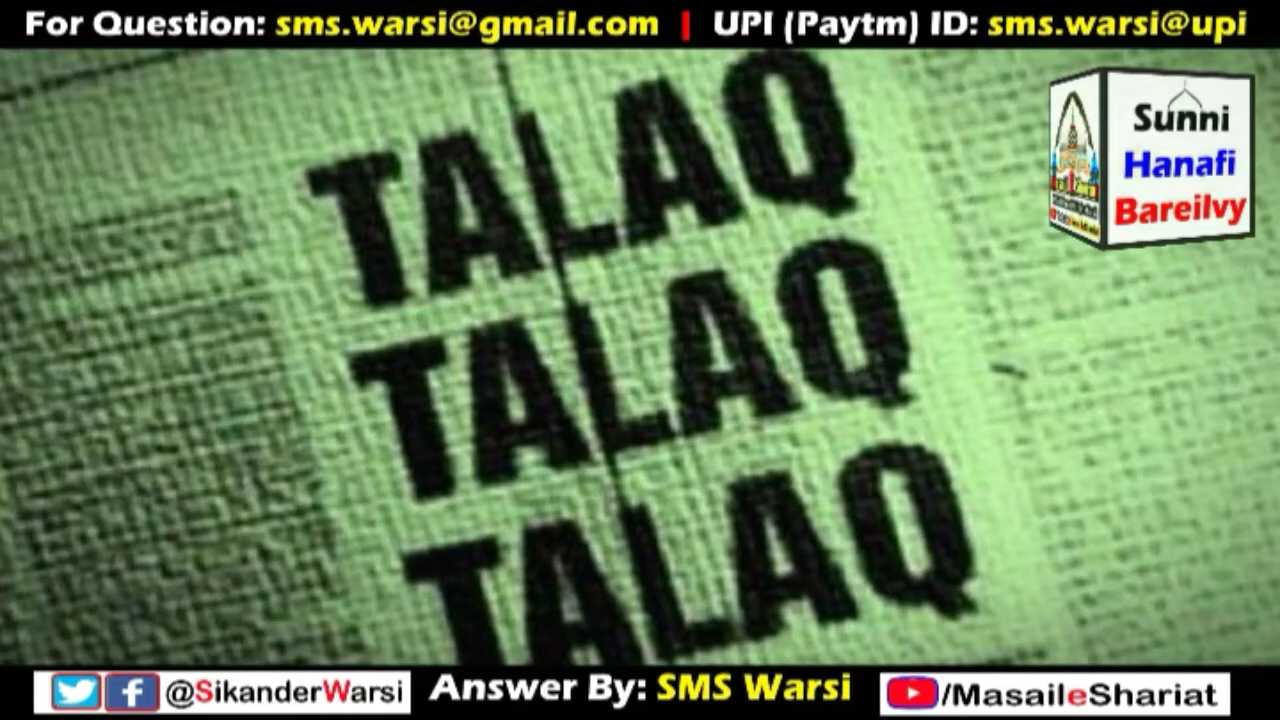 For Question: sms.warsi@gmail.com | UPI (Paytm) ID: sms.warsi@upi
Sunni
Hanafi
Bareilvy
TALAQ
TALAQ
TALAQ
@SikanderWarsi
Answer By: SMS Warsi
/MasaileShariat